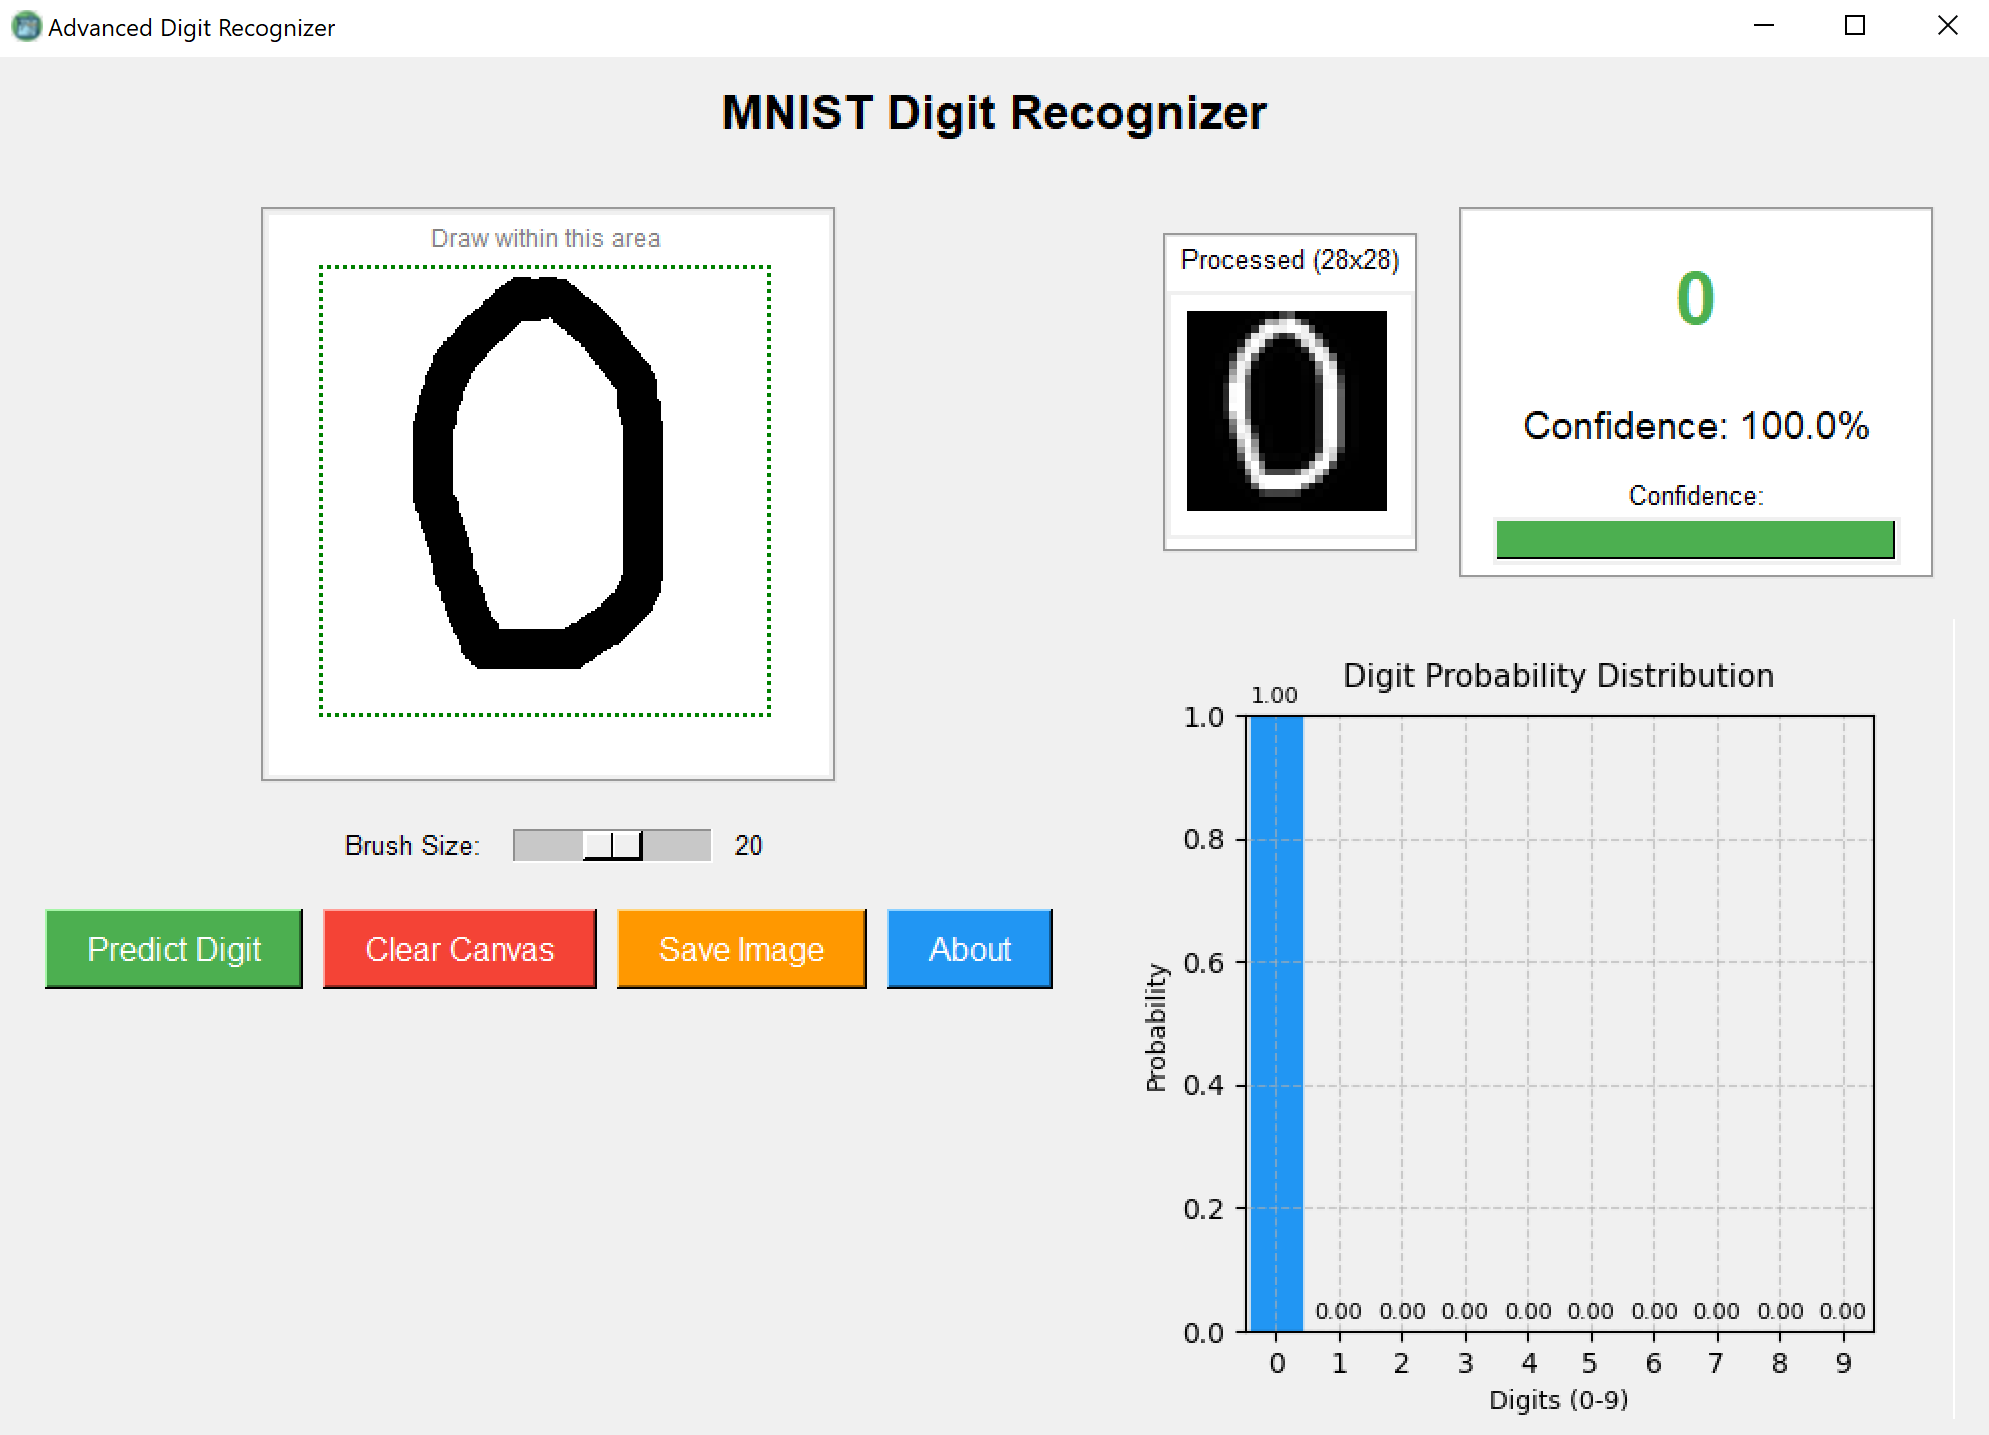 Advanced Digit Recognizer
MNIST Digit Recognizer
Draw within this area
0
Brush Size: 20
Predict Digit Clear Canvas Save Image About
Processed (28x28)
0
0
Confidence: 100.0%
Confidence:
Digit Probability Distribution
1.00
1.0
0.8
0.6
0.4
0.2
0.0
Probability
0.00 0.00 0.00 0.00 0.00 0.00 0.00 0.00 0.00
0 1 2 3 4 5 6 7 8 9
Digits (0-9)